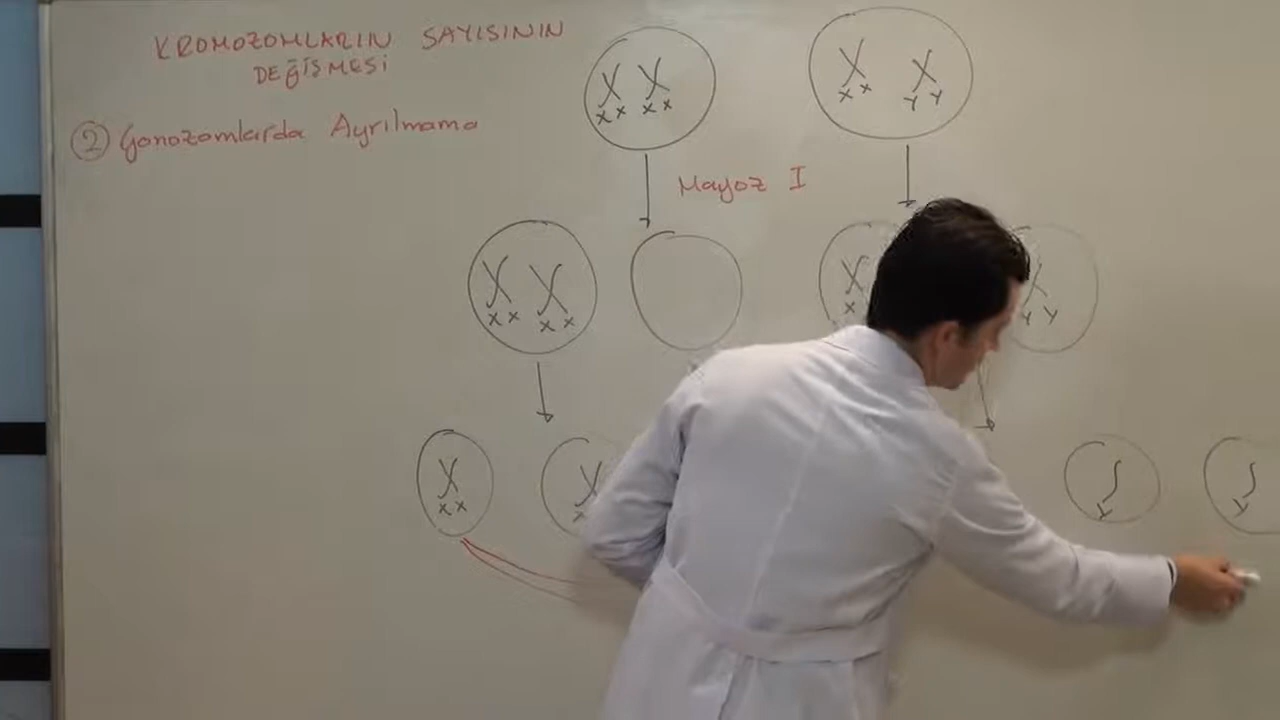 KROMOZOMLARIN SAYISININ
DEĞİŞMESİ
② Gonozomlarda Ayrılmama
x x x x
x x Y Y
Mayoz I
x x x x
x
Y Y
x x
x
Y
Y